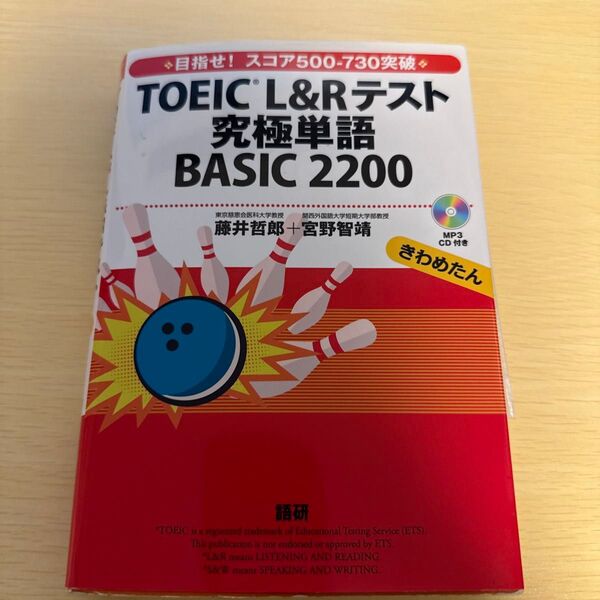 目指せ! スコア500-730突破
TOEIC® L&Rテスト
究極単語
BASIC 2200
東京慈恵会医科大学教授 関西外国語大学短期大学部教授
藤井哲郎+宮野智靖
MP3
CD付き
きわめたん
語研
*TOEIC is a registered trademark of Educational Testing Service (ETS).
This publication is not endorsed or approved by ETS.
*L&R means LISTENING AND READING.
*S&W means SPEAKING AND WRITING.